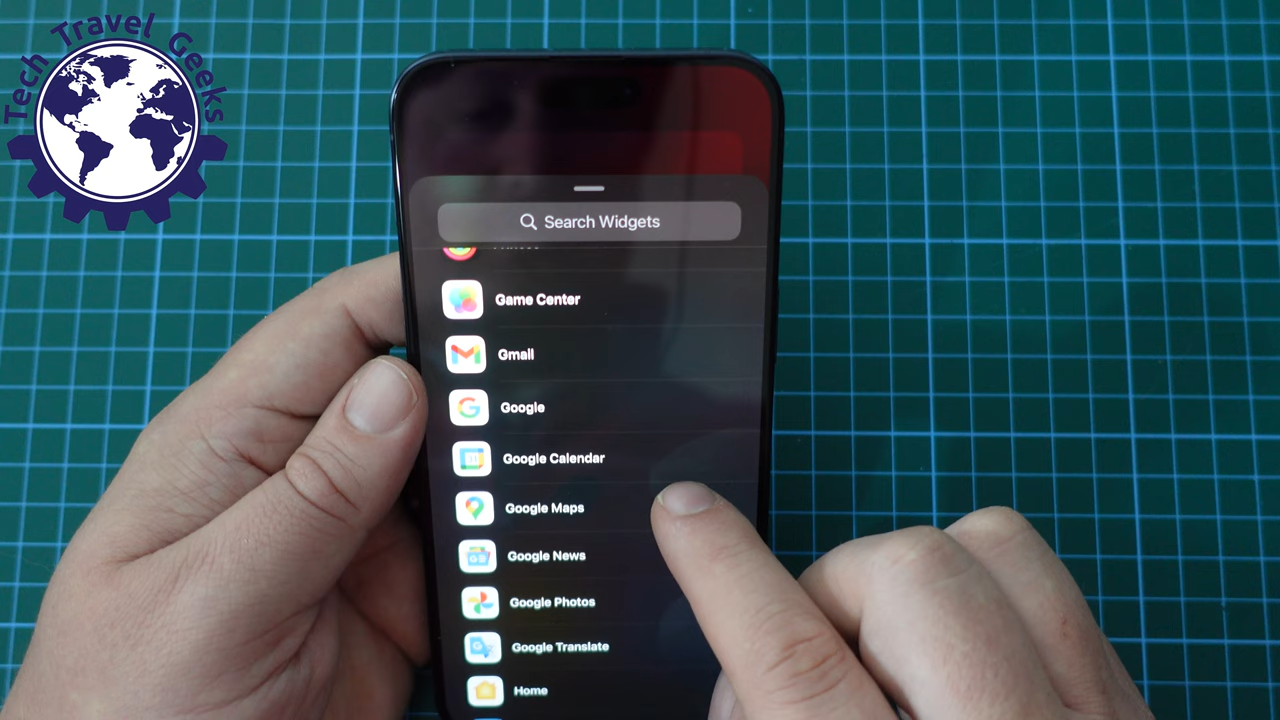 Tech Travel Geeks
Search Widgets
Game Center
Gmail
Google
Google Calendar
Google Maps
Google News
Google Photos
Google Translate
Home